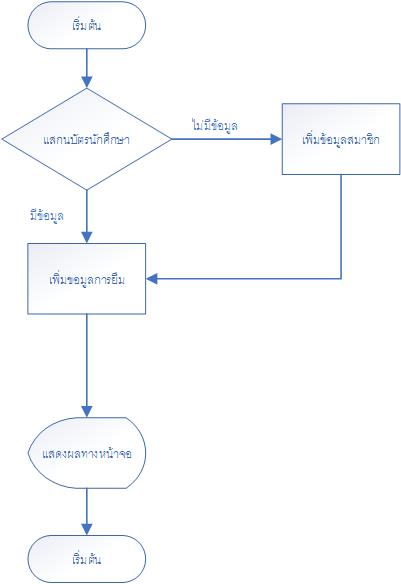 เริ่มต้น
แสกนบัตรนักศึกษา
ไม่มีข้อมูล
เพิ่มข้อมูลสมาชิก
มีข้อมูล
เพิ่มขอมูลการยืม
แสดงผลทางหน้าจอ
เริ่มต้น